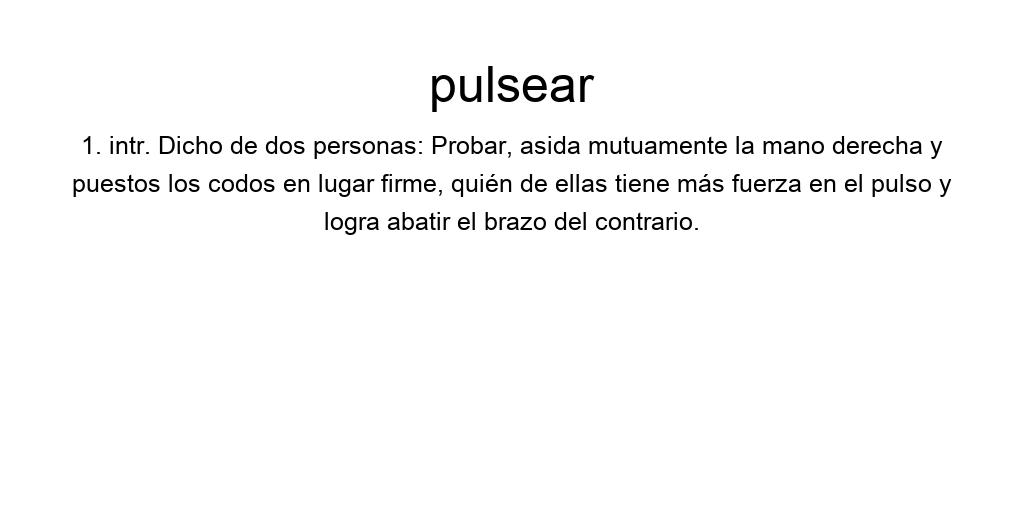 pulsear
1. intr. Dicho de dos personas: Probar, asida mutuamente la mano derecha y
puestos los codos en lugar firme, quién de ellas tiene más fuerza en el pulso y
logra abatir el brazo del contrario.